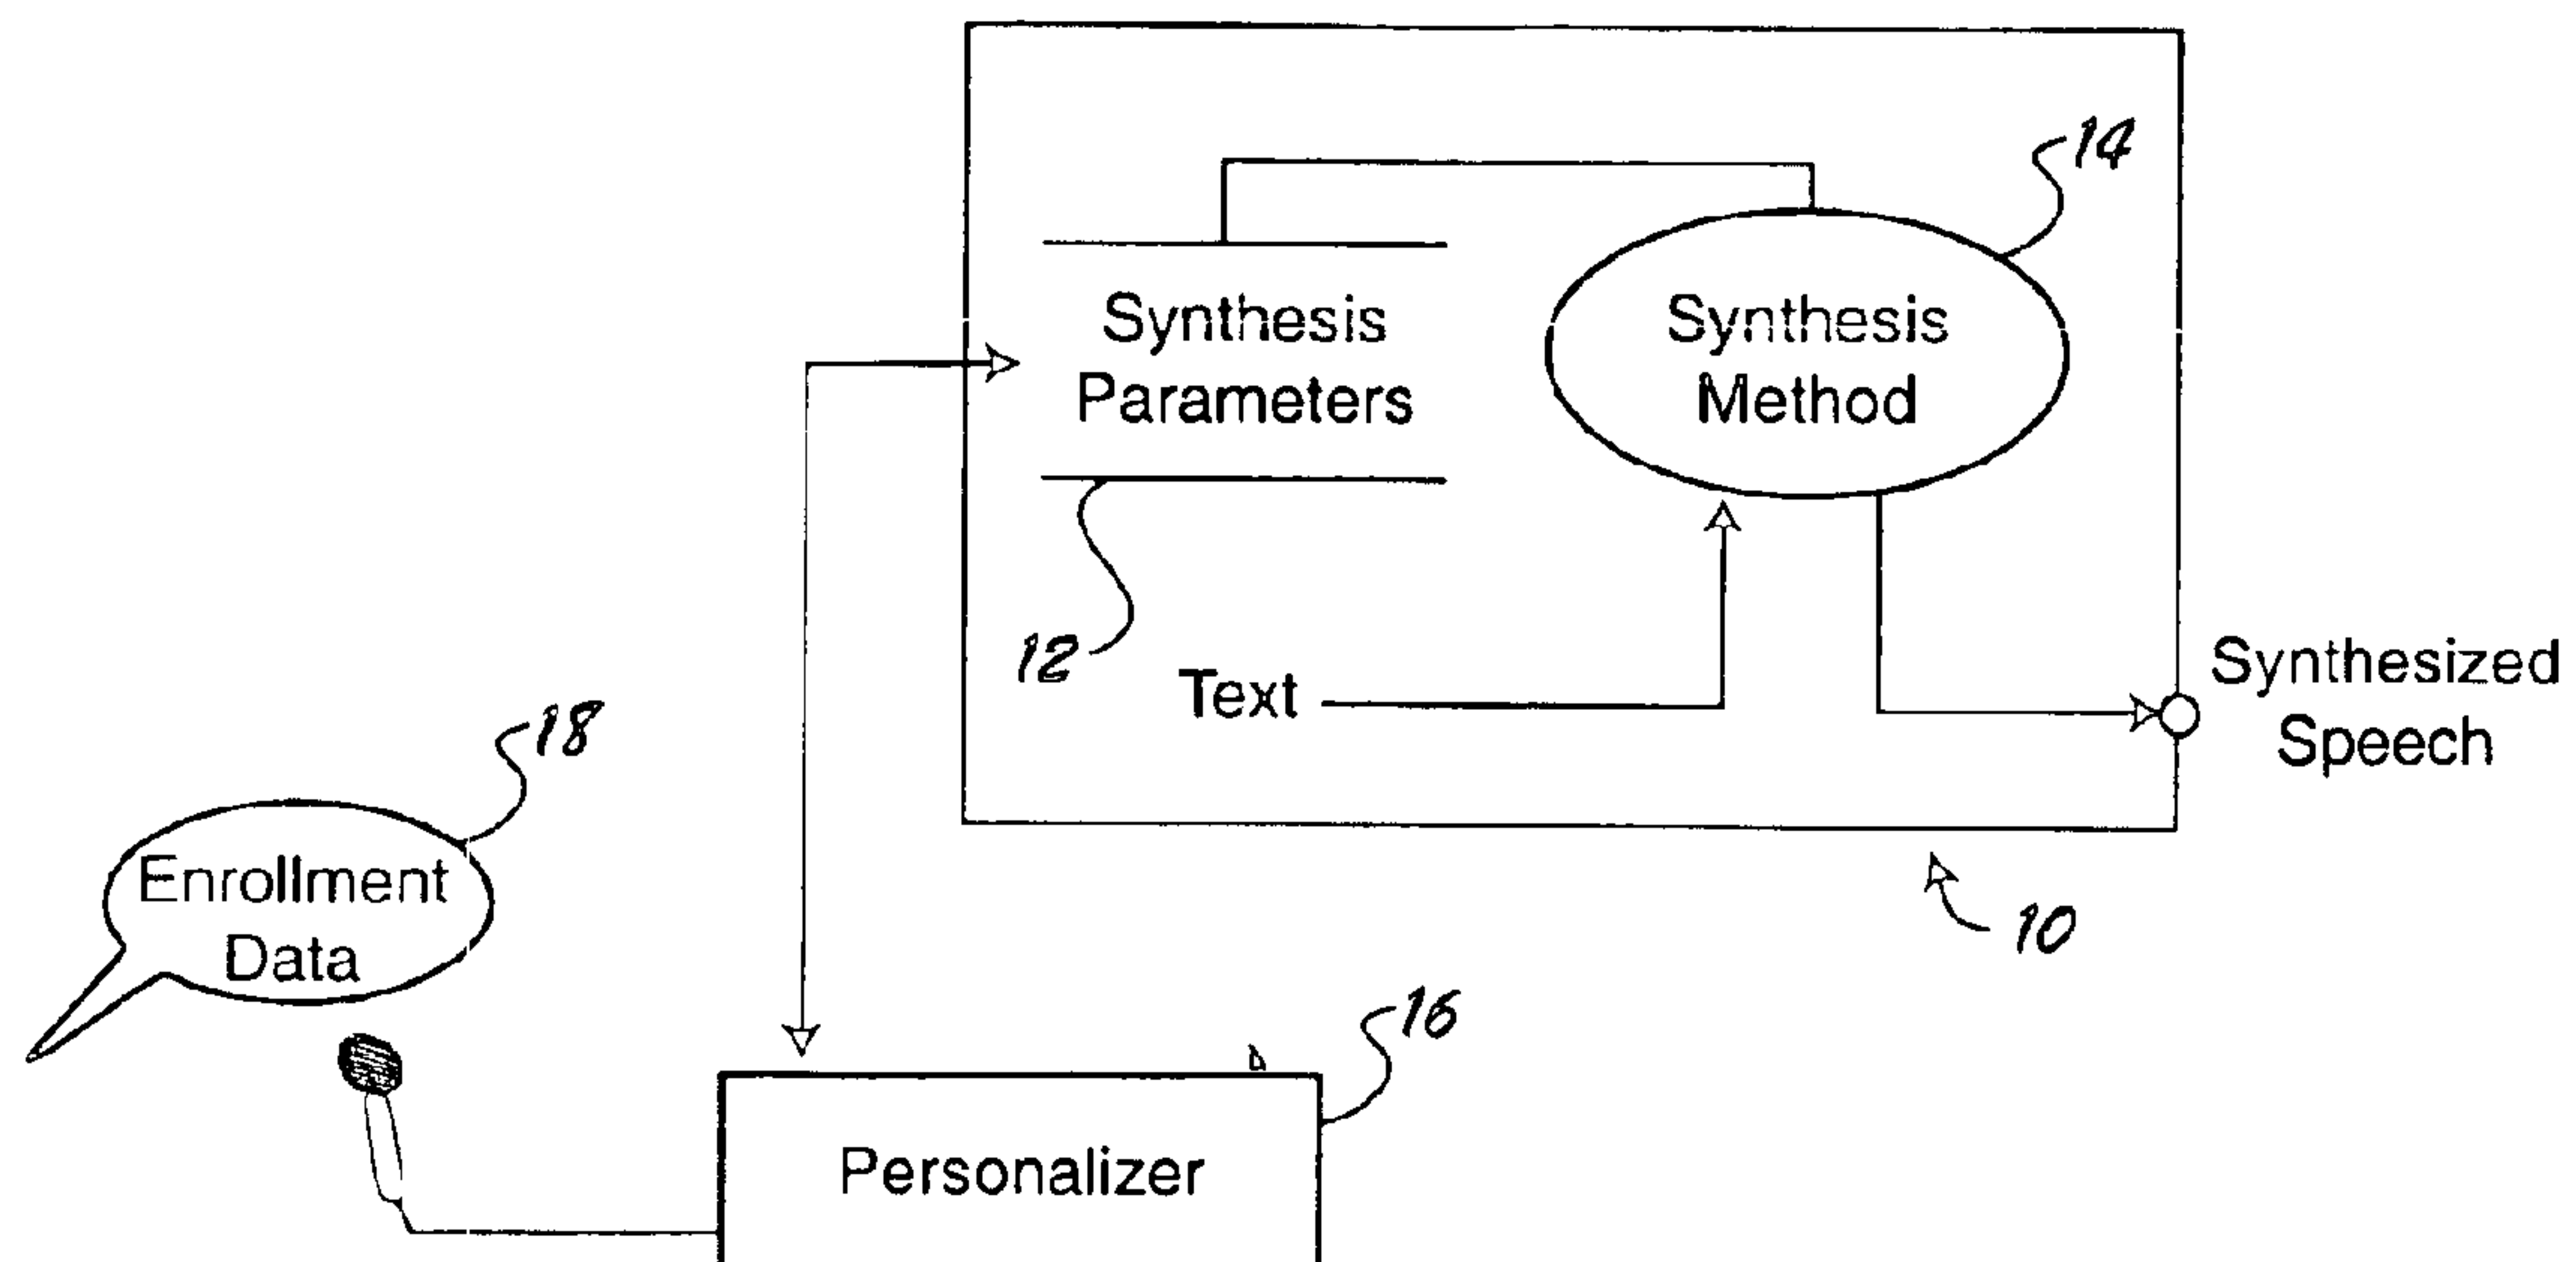 14
Synthesis
Parameters
Synthesis
Method
12
Text
Synthesized
Speech
18
Enrollment
Data
10
16
Personalizer